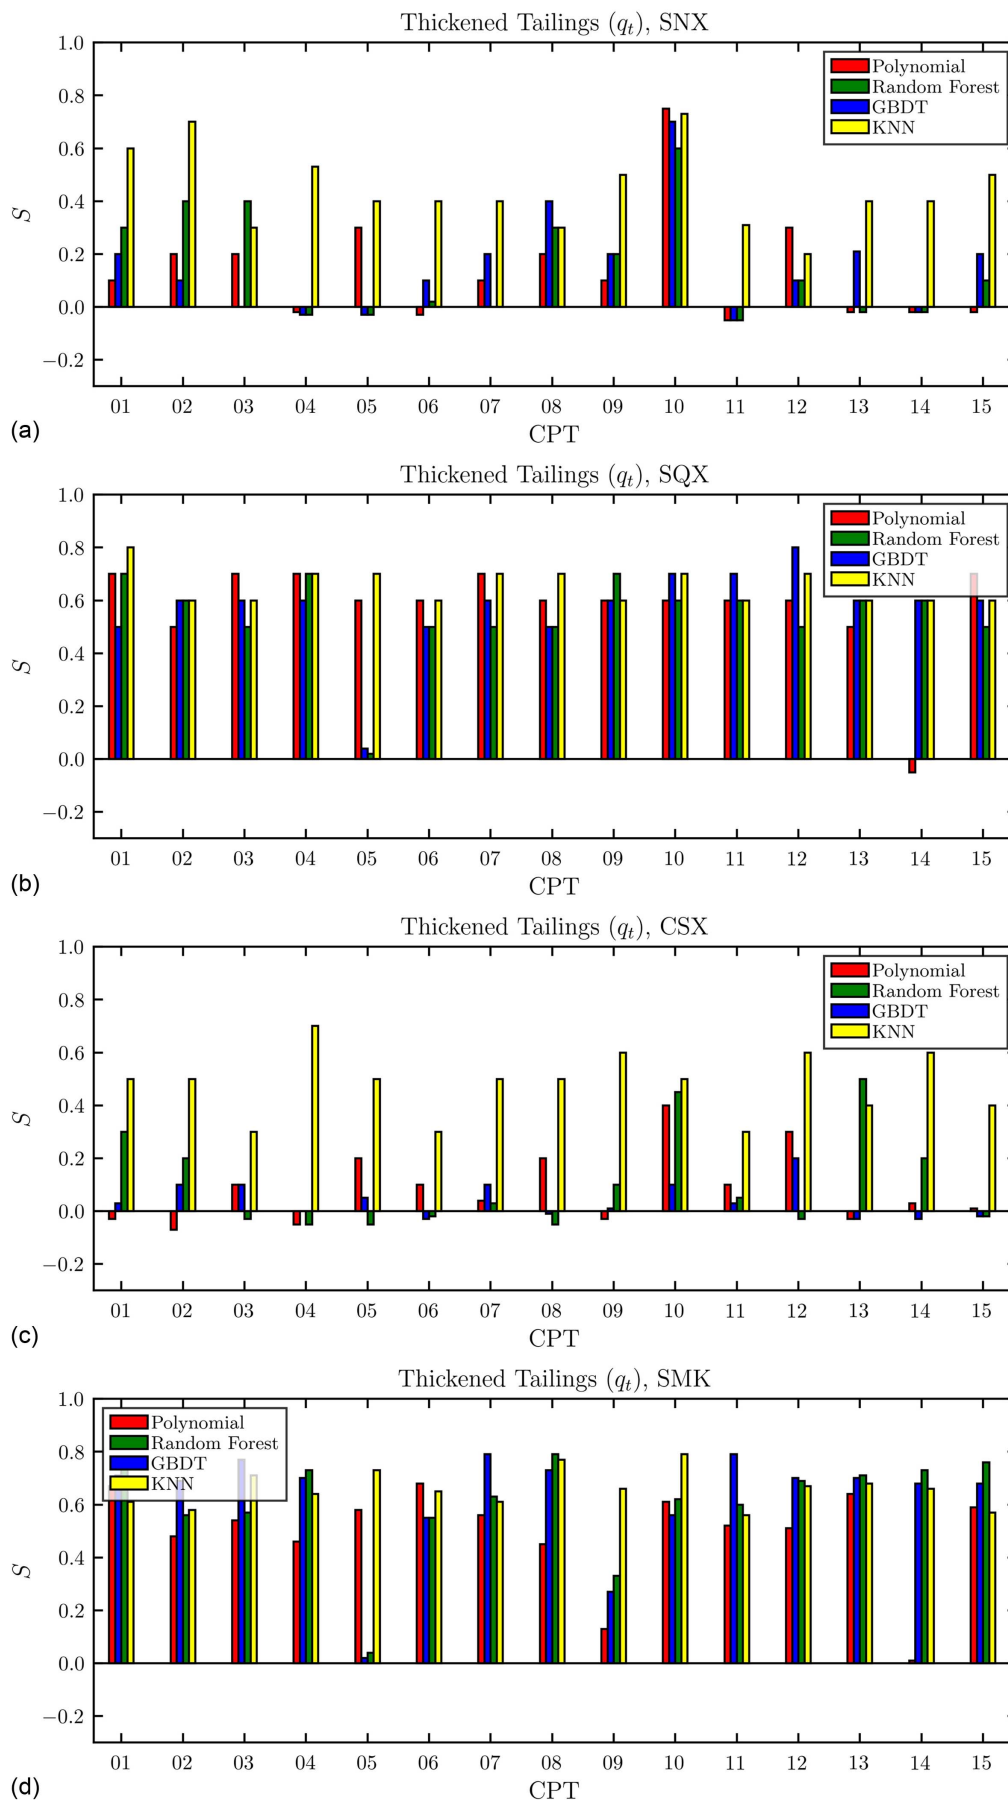 Thickened Tailings (qt), SNX
1.0
0.8
0.6
0.4
0.2
0.0
−0.2
S
Polynomial
Random Forest
GBDT
KNN
01 02 03 04 05 06 07 08 09 10 11 12 13 14 15
CPT
(a)
Thickened Tailings (qt), SQX
1.0
0.8
0.6
0.4
0.2
0.0
−0.2
S
Polynomial
Random Forest
GBDT
KNN
01 02 03 04 05 06 07 08 09 10 11 12 13 14 15
CPT
(b)
Thickened Tailings (qt), CSX
1.0
0.8
0.6
0.4
0.2
0.0
−0.2
S
Polynomial
Random Forest
GBDT
KNN
01 02 03 04 05 06 07 08 09 10 11 12 13 14 15
CPT
(c)
Thickened Tailings (qt), SMK
1.0
0.8
0.6
0.4
0.2
0.0
−0.2
S
Polynomial
Random Forest
GBDT
KNN
01 02 03 04 05 06 07 08 09 10 11 12 13 14 15
CPT
(d)